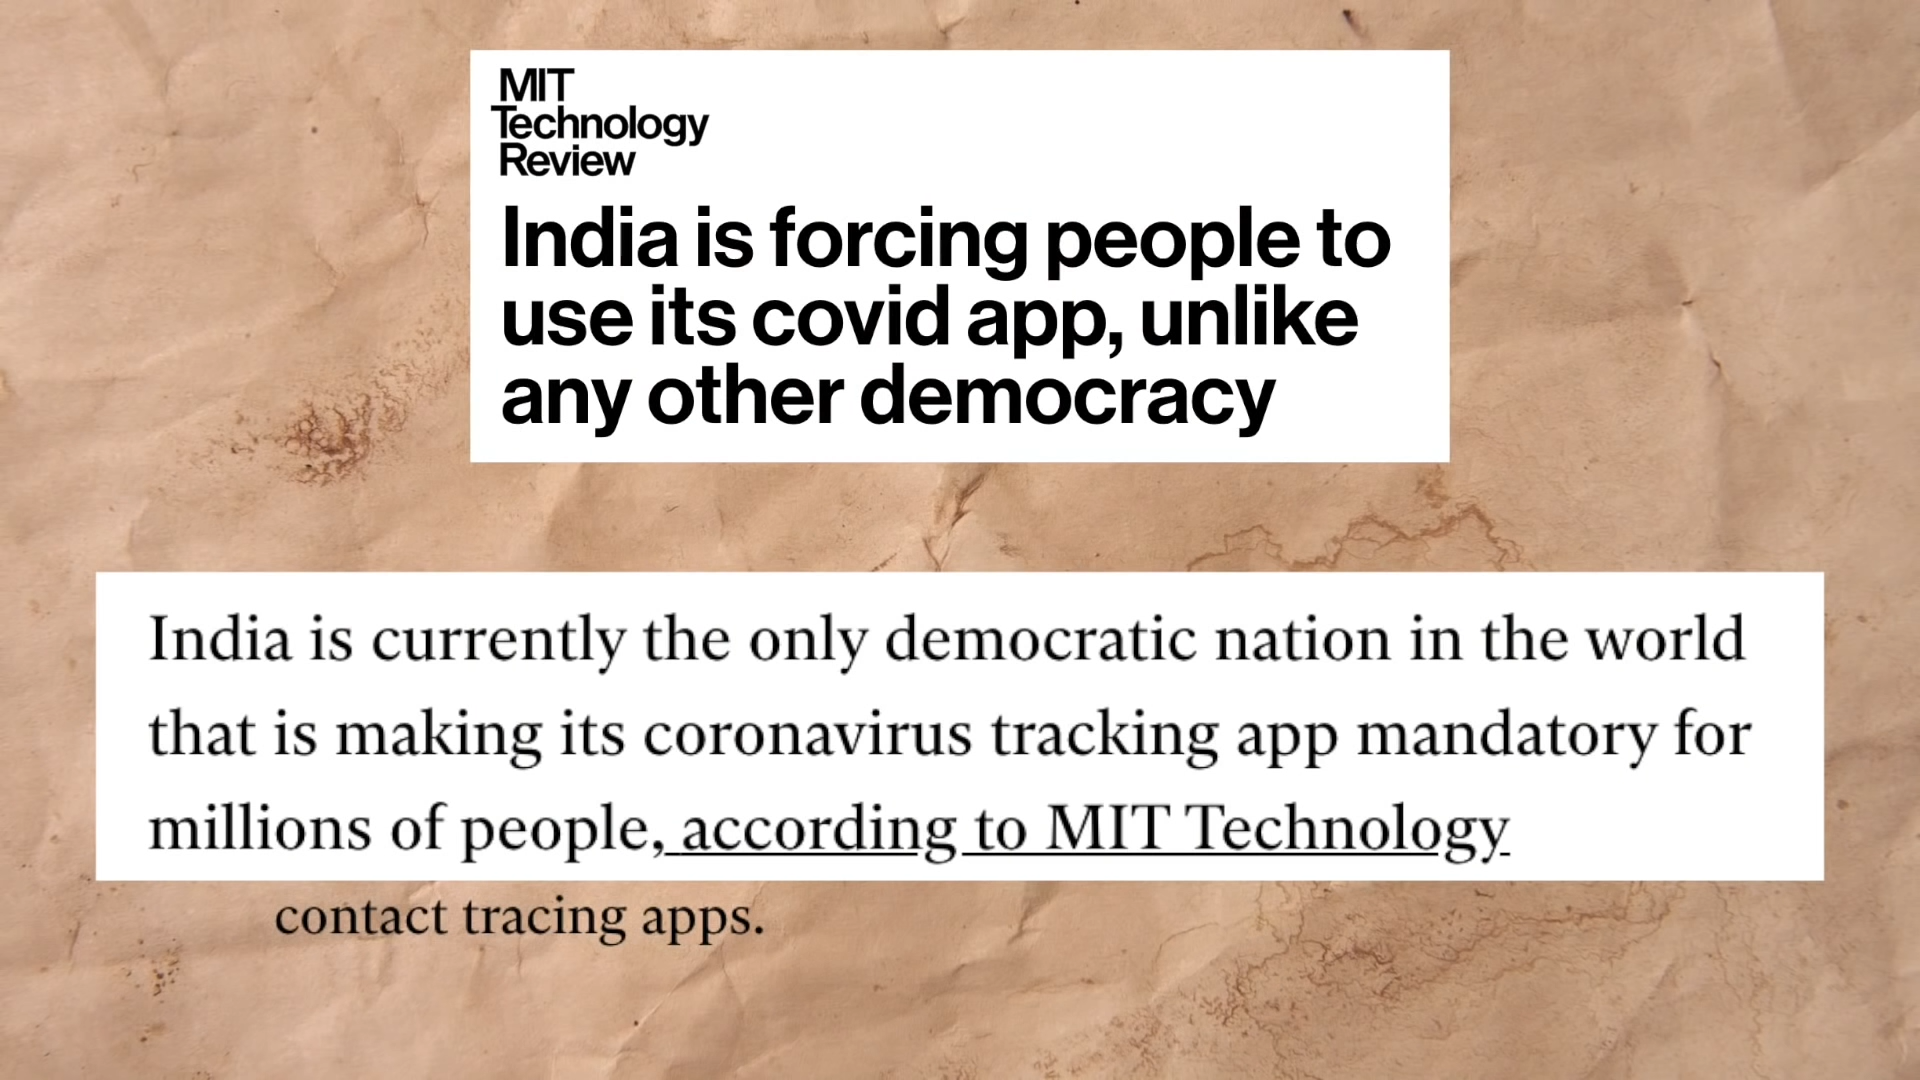 MIT
Technology
Review
India is forcing people to
use its covid app, unlike
any other democracy
India is currently the only democratic nation in the world
that is making its coronavirus tracking app mandatory for
millions of people, according to MIT Technology
contact tracing apps.